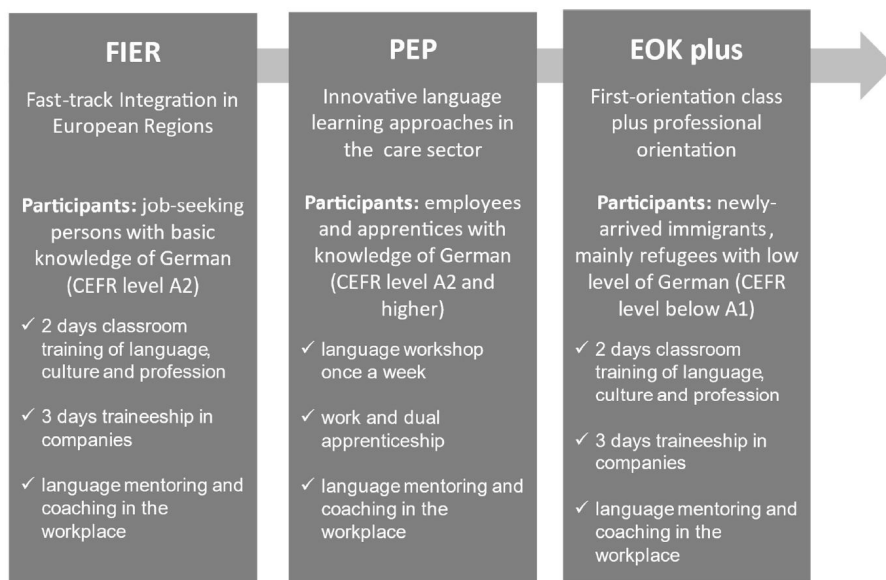 FIER
Fast-track Integration in
European Regions
Participants: job-seeking
persons with basic
knowledge of German
(CEFR level A2)
✓ 2 days classroom
training of language,
culture and profession
✓ 3 days traineeship in
companies
✓ language mentoring and
coaching in the
workplace
PEP
Innovative language
learning approaches in
the care sector
Participants: employees
and apprentices with
knowledge of German
(CEFR level A2 and
higher)
✓ language workshop
once a week
✓ work and dual
apprenticeship
✓ language mentoring and
coaching in the
workplace
EOK plus
First-orientation class
plus professional
orientation
Participants: newly-
arrived immigrants,
mainly refugees with low
level of German (CEFR
level below A1)
✓ 2 days classroom
training of language,
culture and profession
✓ 3 days traineeship in
companies
✓ language mentoring and
coaching in the
workplace